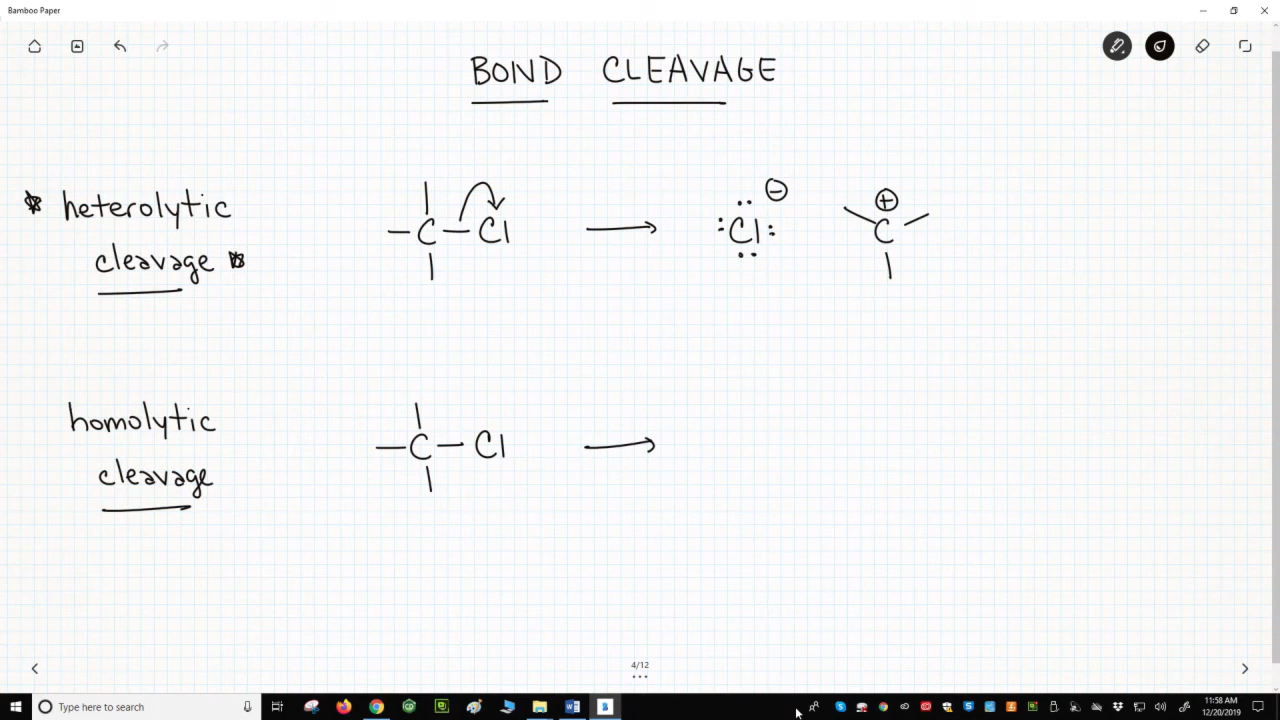 Bamboo Paper
BOND CLEAVAGE
heterolytic
cleavage
C Cl
Cl
C
homolytic
cleavage
C Cl
4/12
Type here to search
11:58 AM
12/20/2019